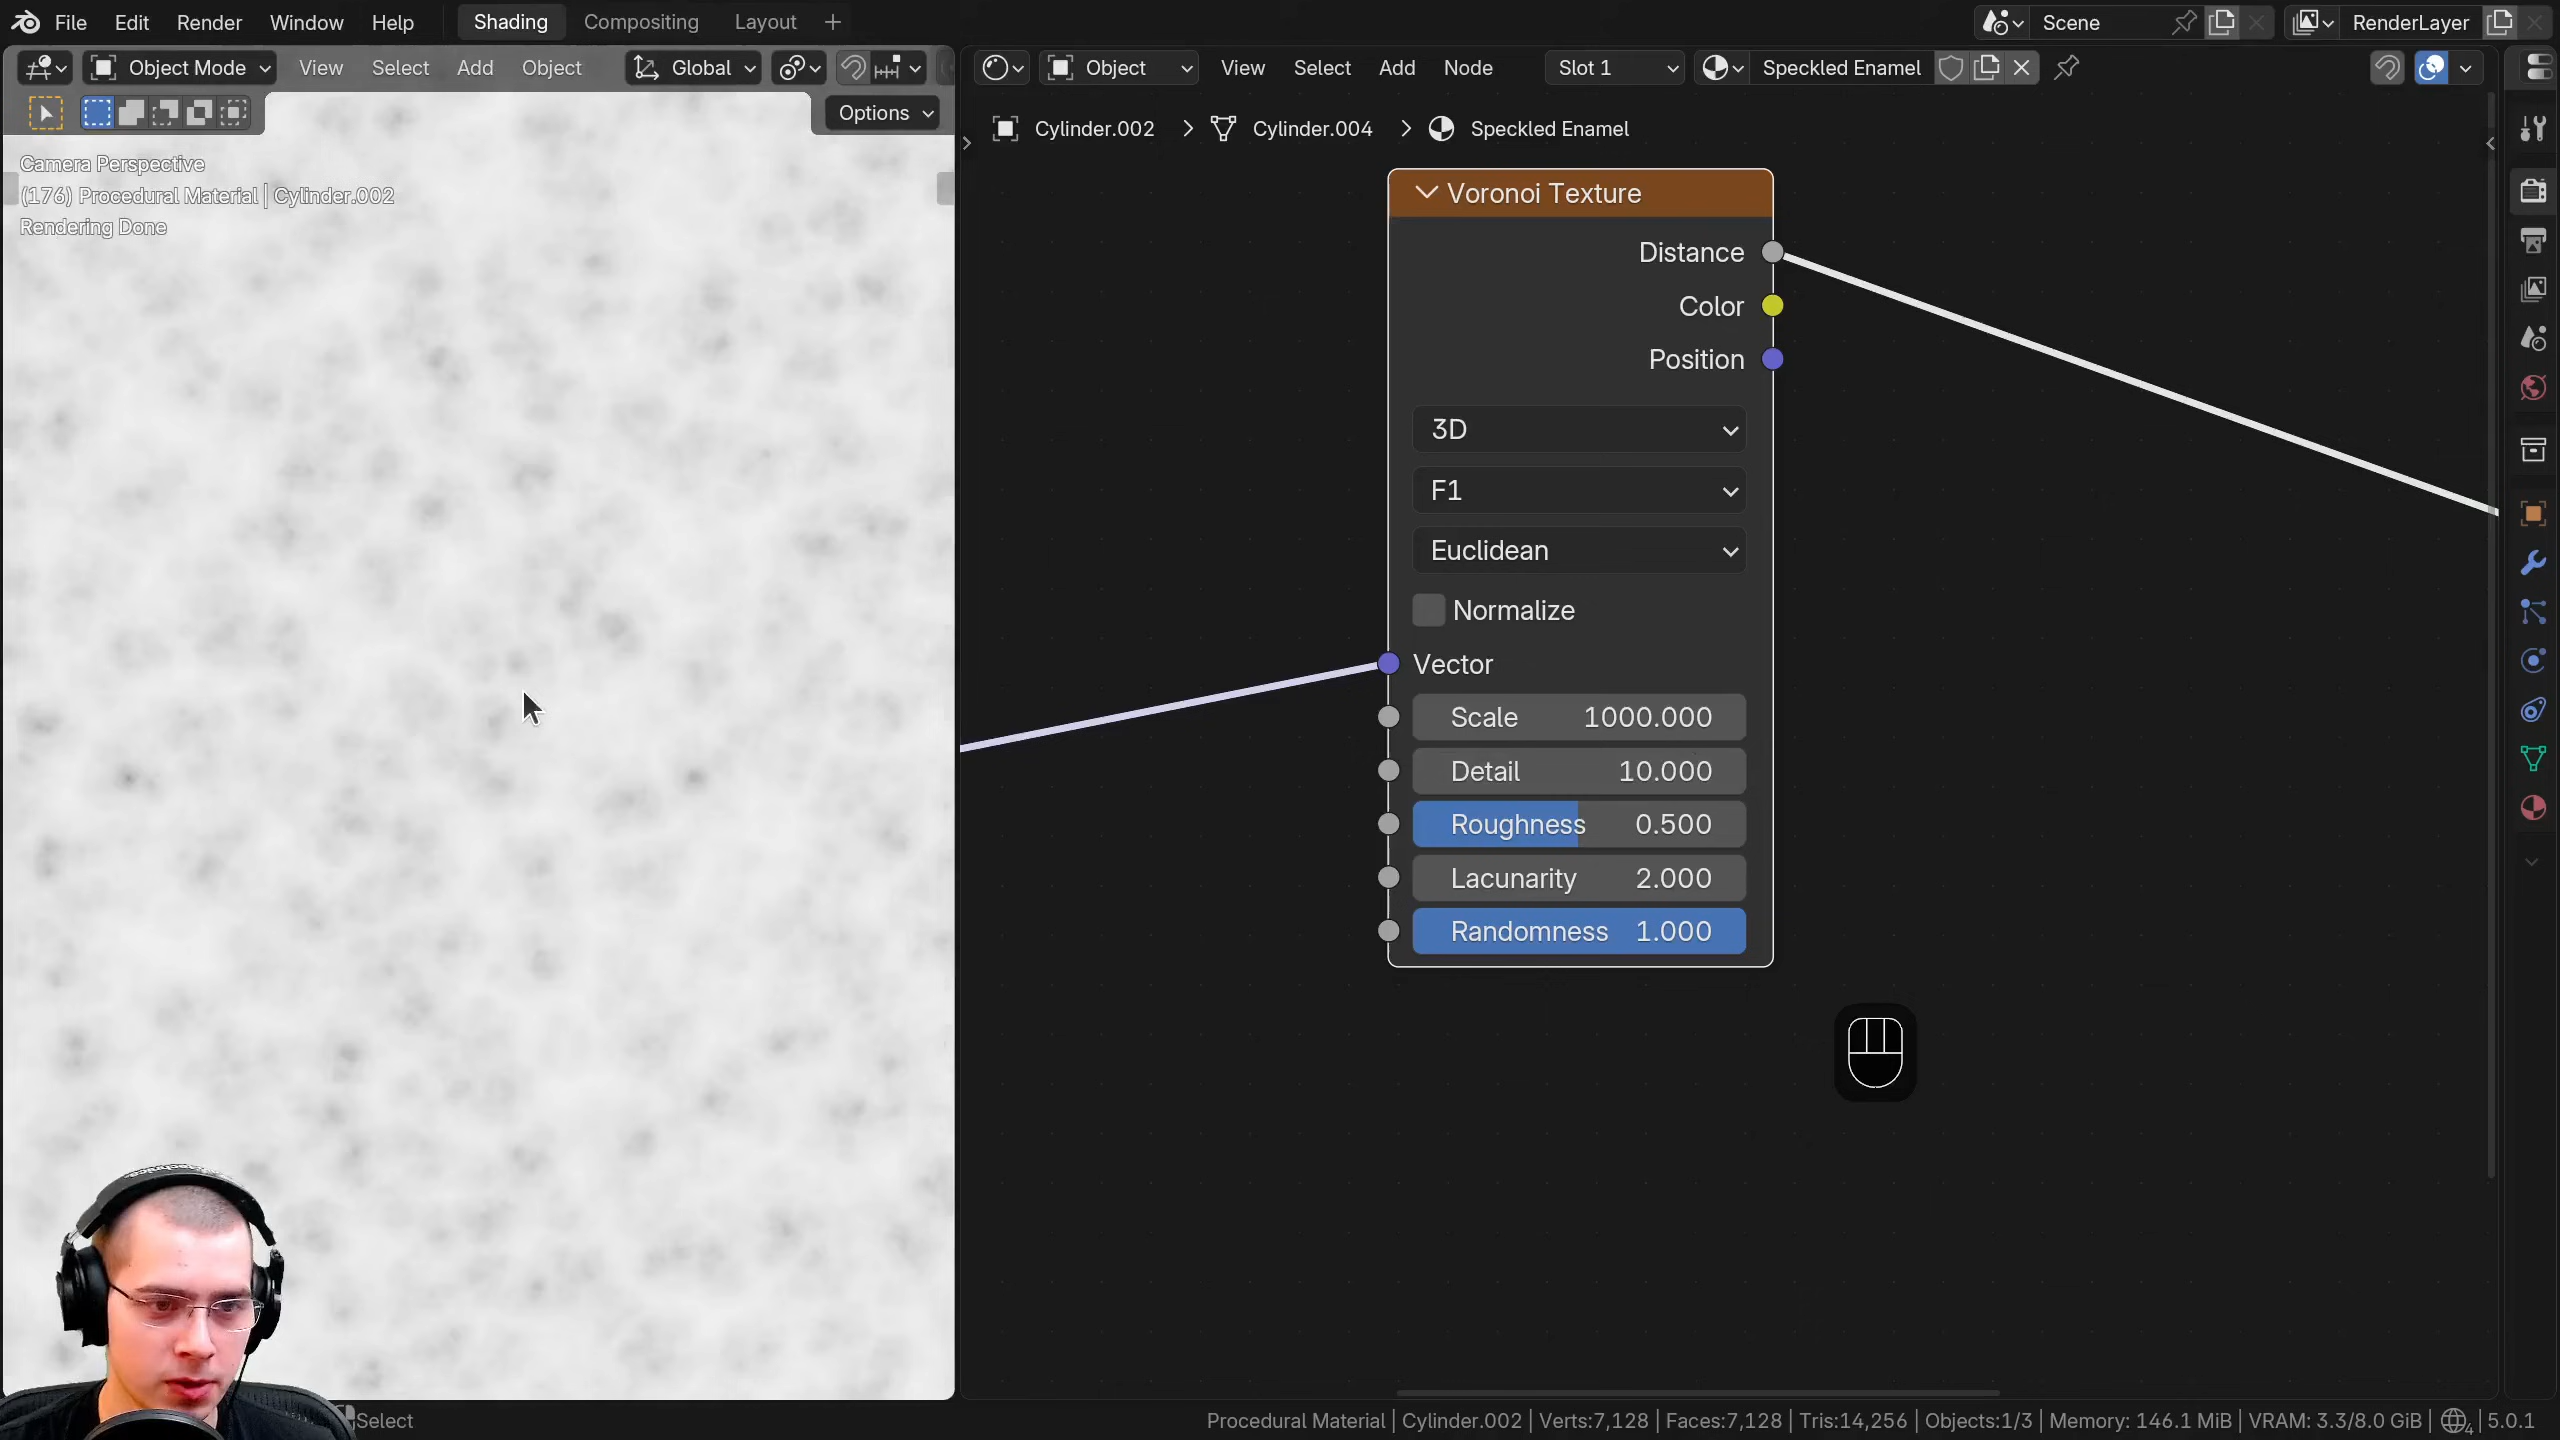 File Edit Render Window Help Shading Compositing Layout + Scene RenderLayer
Object Mode View Select Add Object Global Object View Select Add Node Slot 1 Speckled Enamel
Options
Cylinder.002 > Cylinder.004 > Speckled Enamel
Camera Perspective
(176) Procedural Material | Cylinder.002
Rendering Done
Voronoi Texture
Distance
Color
Position
3D
F1
Euclidean
Normalize
Vector
Scale 1000.000
Detail 10.000
Roughness 0.500
Lacunarity 2.000
Randomness 1.000
Select Procedural Material | Cylinder.002 | Verts:7,128 | Faces:7,128 | Tris:14,256 | Objects:1/3 | Memory: 146.1 MiB | VRAM: 3.3/8.0 GiB | 4 | 5.0.1